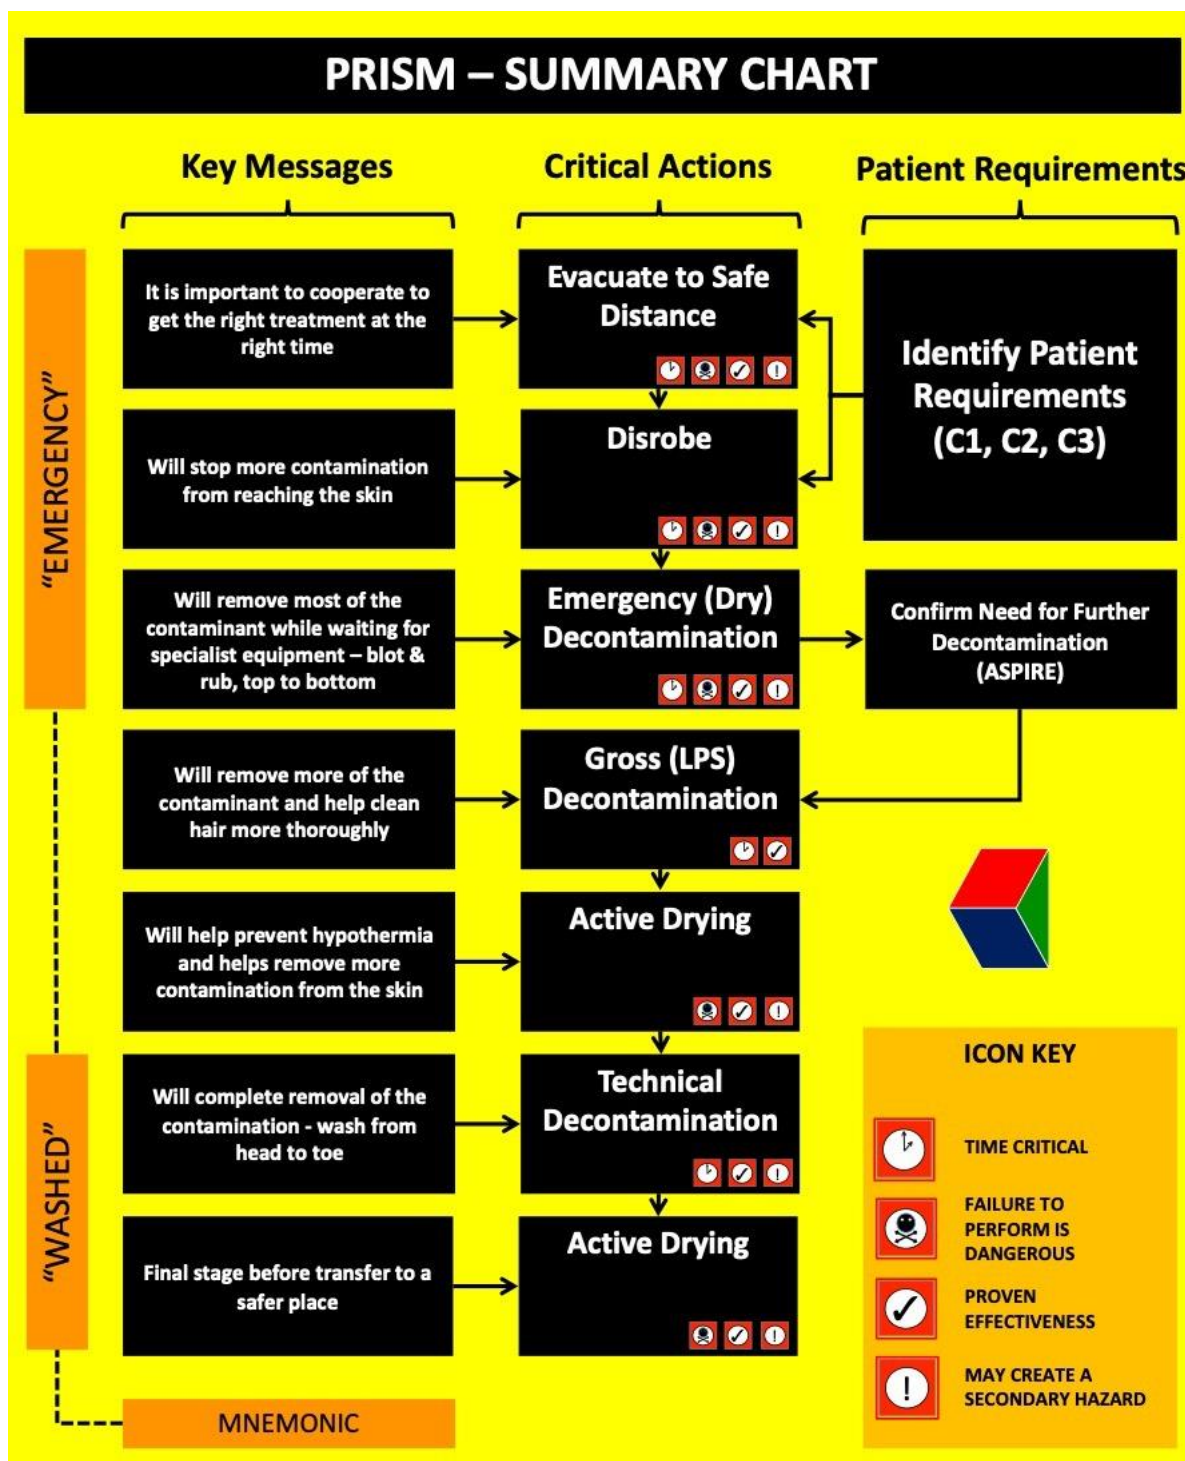 PRISM – SUMMARY CHART
Key Messages
Critical Actions
Patient Requirements
“EMERGENCY”
It is important to cooperate to
get the right treatment at the
right time
Evacuate to Safe
Distance
Identify Patient
Requirements
(C1, C2, C3)
Will stop more contamination
from reaching the skin
Disrobe
Will remove most of the
contaminant while waiting for
specialist equipment – blot &
rub, top to bottom
Emergency (Dry)
Decontamination
Confirm Need for Further
Decontamination
(ASPIRE)
Will remove more of the
contaminant and help clean
hair more thoroughly
Gross (LPS)
Decontamination
Will help prevent hypothermia
and helps remove more
contamination from the skin
Active Drying
“WASHED”
Will complete removal of the
contamination - wash from
head to toe
Technical
Decontamination
Final stage before transfer to a
safer place
Active Drying
MNEMONIC
ICON KEY
TIME CRITICAL
FAILURE TO
PERFORM IS
DANGEROUS
PROVEN
EFFECTIVENESS
MAY CREATE A
SECONDARY HAZARD